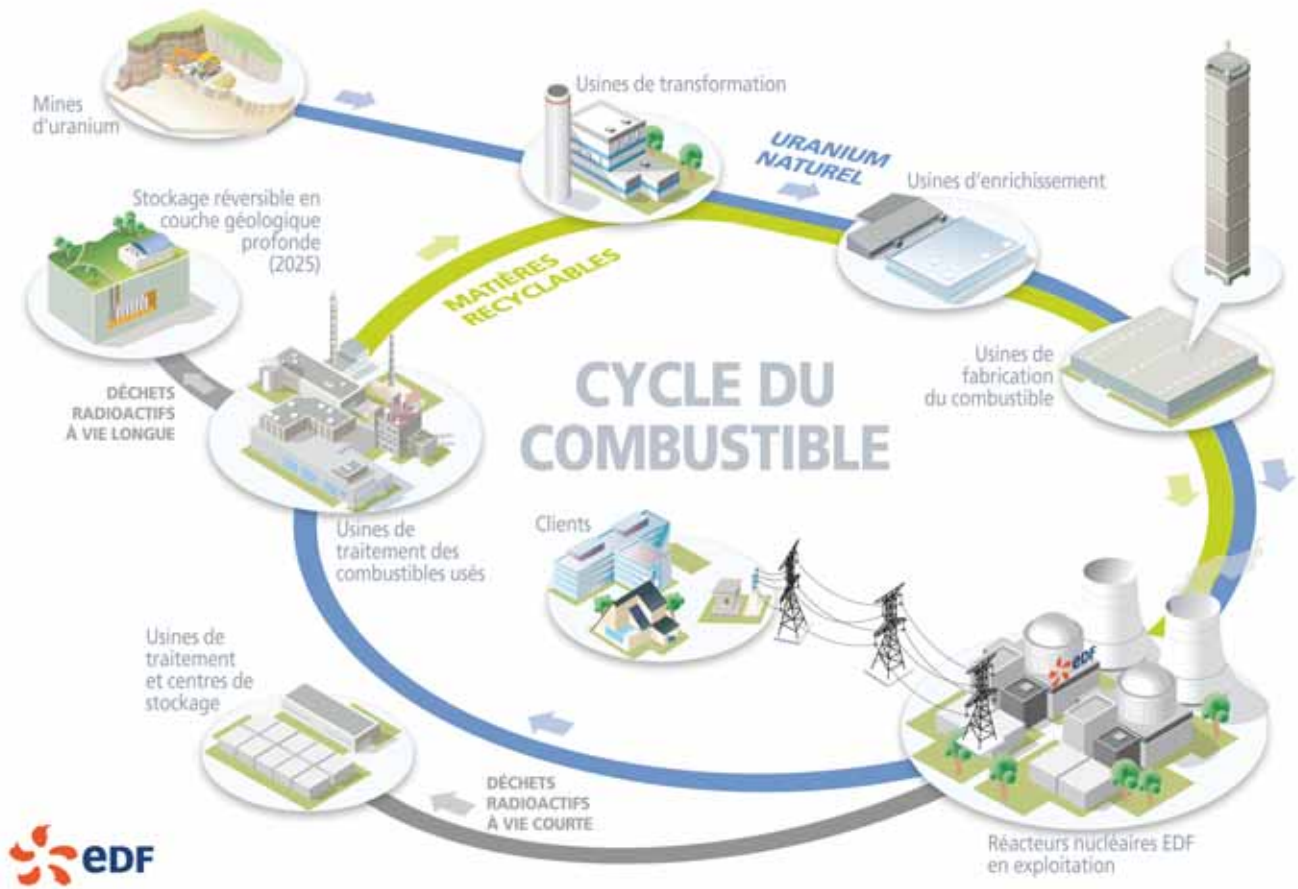 Mines
d'uranium
Usines de transformation
URANIUM
NATUREL
Usines d'enrichissement
Stockage réversible en
couche géologique
profonde
(2025)
MATIÈRES
RECYCLABLES
Usines de
fabrication
du combustible
CYCLE DU
COMBUSTIBLE
DÉCHETS
RADIOACTIFS
À VIE LONGUE
Usines de
traitement des
combustibles usés
Clients
Usines de
traitement
et centres de
stockage
eDF
DÉCHETS
RADIOACTIFS
À VIE COURTE
Réacteurs nucléaires EDF
en exploitation
eDF